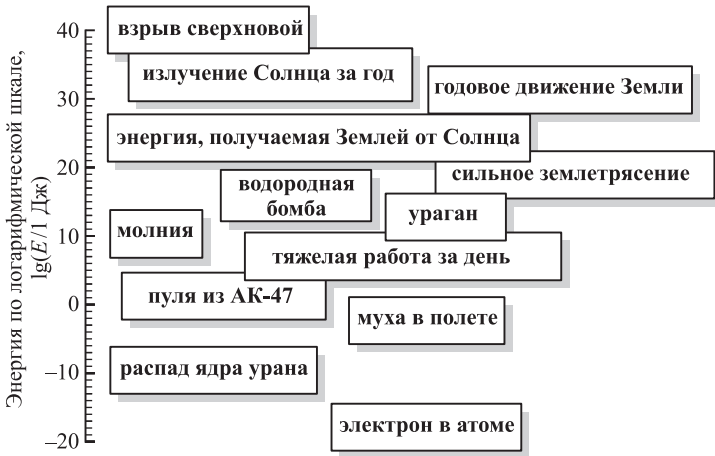 Энергия по логарифмической шкале,
lg(E/1 Дж)
40
30
20
10
0
–10
–20
взрыв сверхновой
излучение Солнца за год
годовое движение Земли
энергия, получаемая Землей от Солнца
сильное землетрясение
водородная
бомба
ураган
молния
тяжелая работа за день
пуля из АК-47
муха в полете
распад ядра урана
электрон в атоме